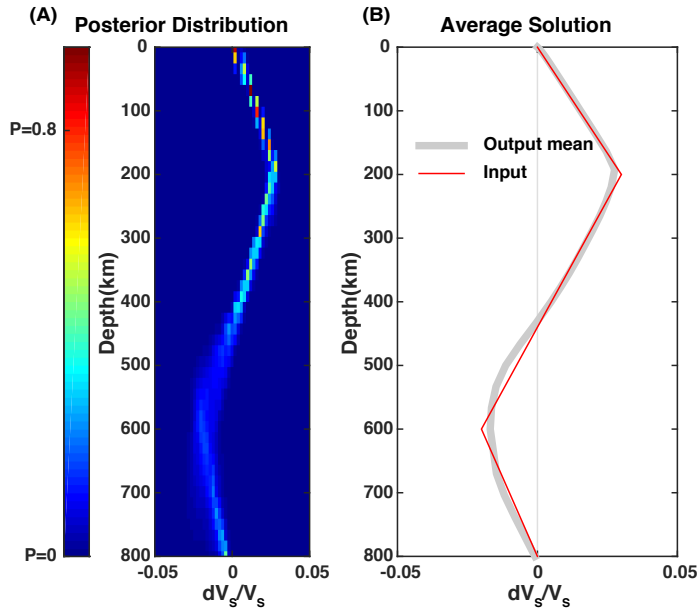 (A)
Posterior Distribution
P=0.8
P=0
Depth(km)
0
100
200
300
400
500
600
700
800
-0.05
0
0.05
dVS/VS
(B)
Average Solution
Output mean
Input
Depth(km)
0
100
200
300
400
500
600
700
800
-0.05
0
0.05
dVS/VS